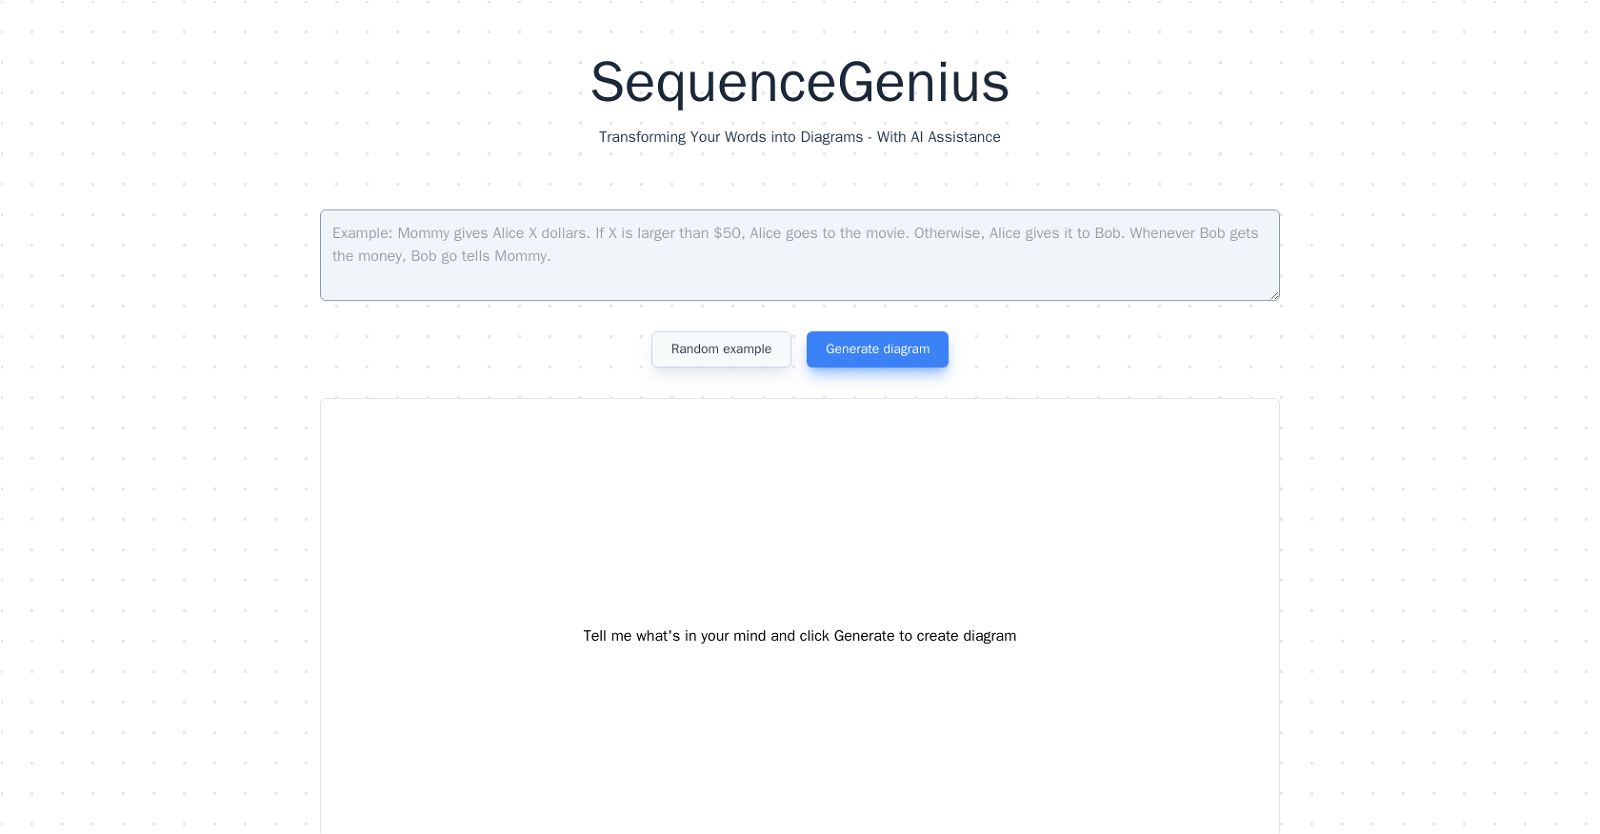 SequenceGenius
Transforming Your Words into Diagrams - With AI Assistance
Example: Mommy gives Alice X dollars. If X is larger than $50, Alice goes to the movie. Otherwise, Alice gives it to Bob. Whenever Bob gets
the money, Bob go tells Mommy.
Random example
Generate diagram
Tell me what's in your mind and click Generate to create diagram